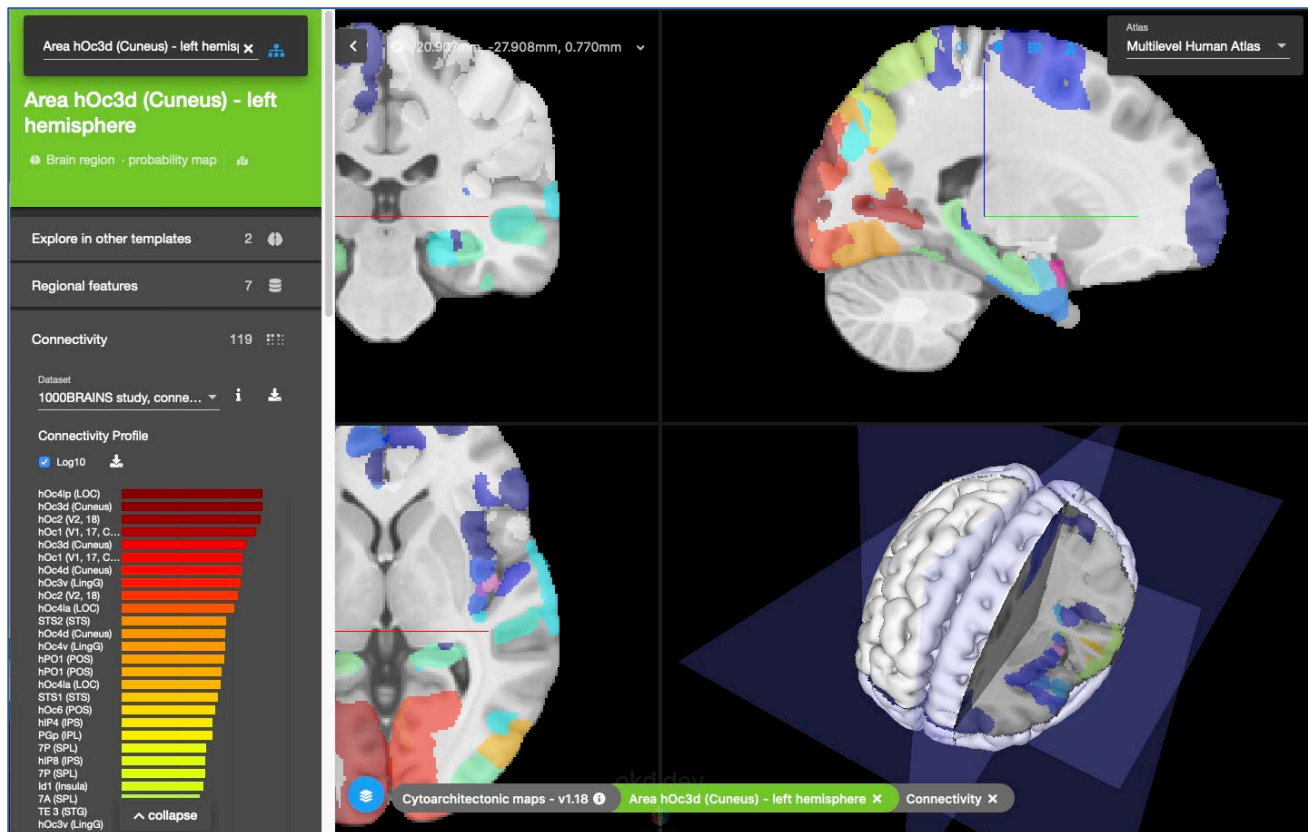 Area hOc3d (Cuneus) - left hemis
Area hOc3d (Cuneus) - left
hemisphere
Brain region · probability map
Explore in other templates 2
Regional features 7
Connectivity 119
Dataset
1000BRAINS study, conne...
Connectivity Profile
Log10
hOc4lp (LOC)
hOc3d (Cuneus)
hOc2 (V2, 18)
hOc1 (V1, 17, C...
hOc3d (Cuneus)
hOc1 (V1, 17, C...
hOc4d (Cuneus)
hOc3v (LingG)
hOc2 (V2, 18)
hOc4la (LOC)
STS2 (STS)
hOc4d (Cuneus)
hOc4v (LingG)
hPO1 (POS)
hPO1 (POS)
hOc4la (LOC)
STS1 (STS)
hOc6 (POS)
hIP4 (IPS)
PGp (IPL)
7P (SPL)
hIP8 (IPS)
7P (SPL)
Id1 (Insula)
7A (SPL)
TE 3 (STG)
hOc3v (LingG)
collapse
-20.907mm, -27.908mm, 0.770mm
Atlas
Multilevel Human Atlas
okd dev
Cytoarchitectonic maps - v1.18
Area hOc3d (Cuneus) - left hemisphere
Connectivity